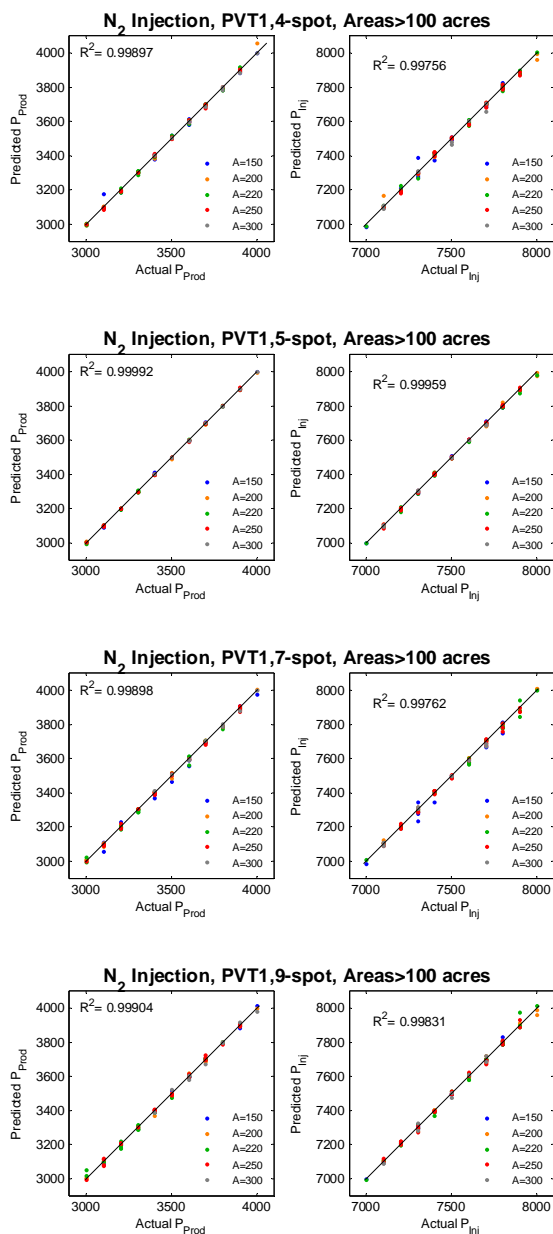 N2 Injection, PVT1,4-spot, Areas>100 acres
R2= 0.99897
Predicted PProd
4000
3800
3600
3400
3200
3000
3000 3500 4000
Actual PProd
A=150
A=200
A=220
A=250
A=300
R2= 0.99756
Predicted PInj
8000
7800
7600
7400
7200
7000
7000 7500 8000
Actual PInj
A=150
A=200
A=220
A=250
A=300
N2 Injection, PVT1,5-spot, Areas>100 acres
R2= 0.99992
Predicted PProd
4000
3800
3600
3400
3200
3000
3000 3500 4000
Actual PProd
A=150
A=200
A=220
A=250
A=300
R2= 0.99959
Predicted PInj
8000
7800
7600
7400
7200
7000
7000 7500 8000
Actual PInj
A=150
A=200
A=220
A=250
A=300
N2 Injection, PVT1,7-spot, Areas>100 acres
R2= 0.99898
Predicted PProd
4000
3800
3600
3400
3200
3000
3000 3500 4000
Actual PProd
A=150
A=200
A=220
A=250
A=300
R2= 0.99762
Predicted PInj
8000
7800
7600
7400
7200
7000
7000 7500 8000
Actual PInj
A=150
A=200
A=220
A=250
A=300
N2 Injection, PVT1,9-spot, Areas>100 acres
R2= 0.99904
Predicted PProd
4000
3800
3600
3400
3200
3000
3000 3500 4000
Actual PProd
A=150
A=200
A=220
A=250
A=300
R2= 0.99831
Predicted PInj
8000
7800
7600
7400
7200
7000
7000 7500 8000
Actual PInj
A=150
A=200
A=220
A=250
A=300